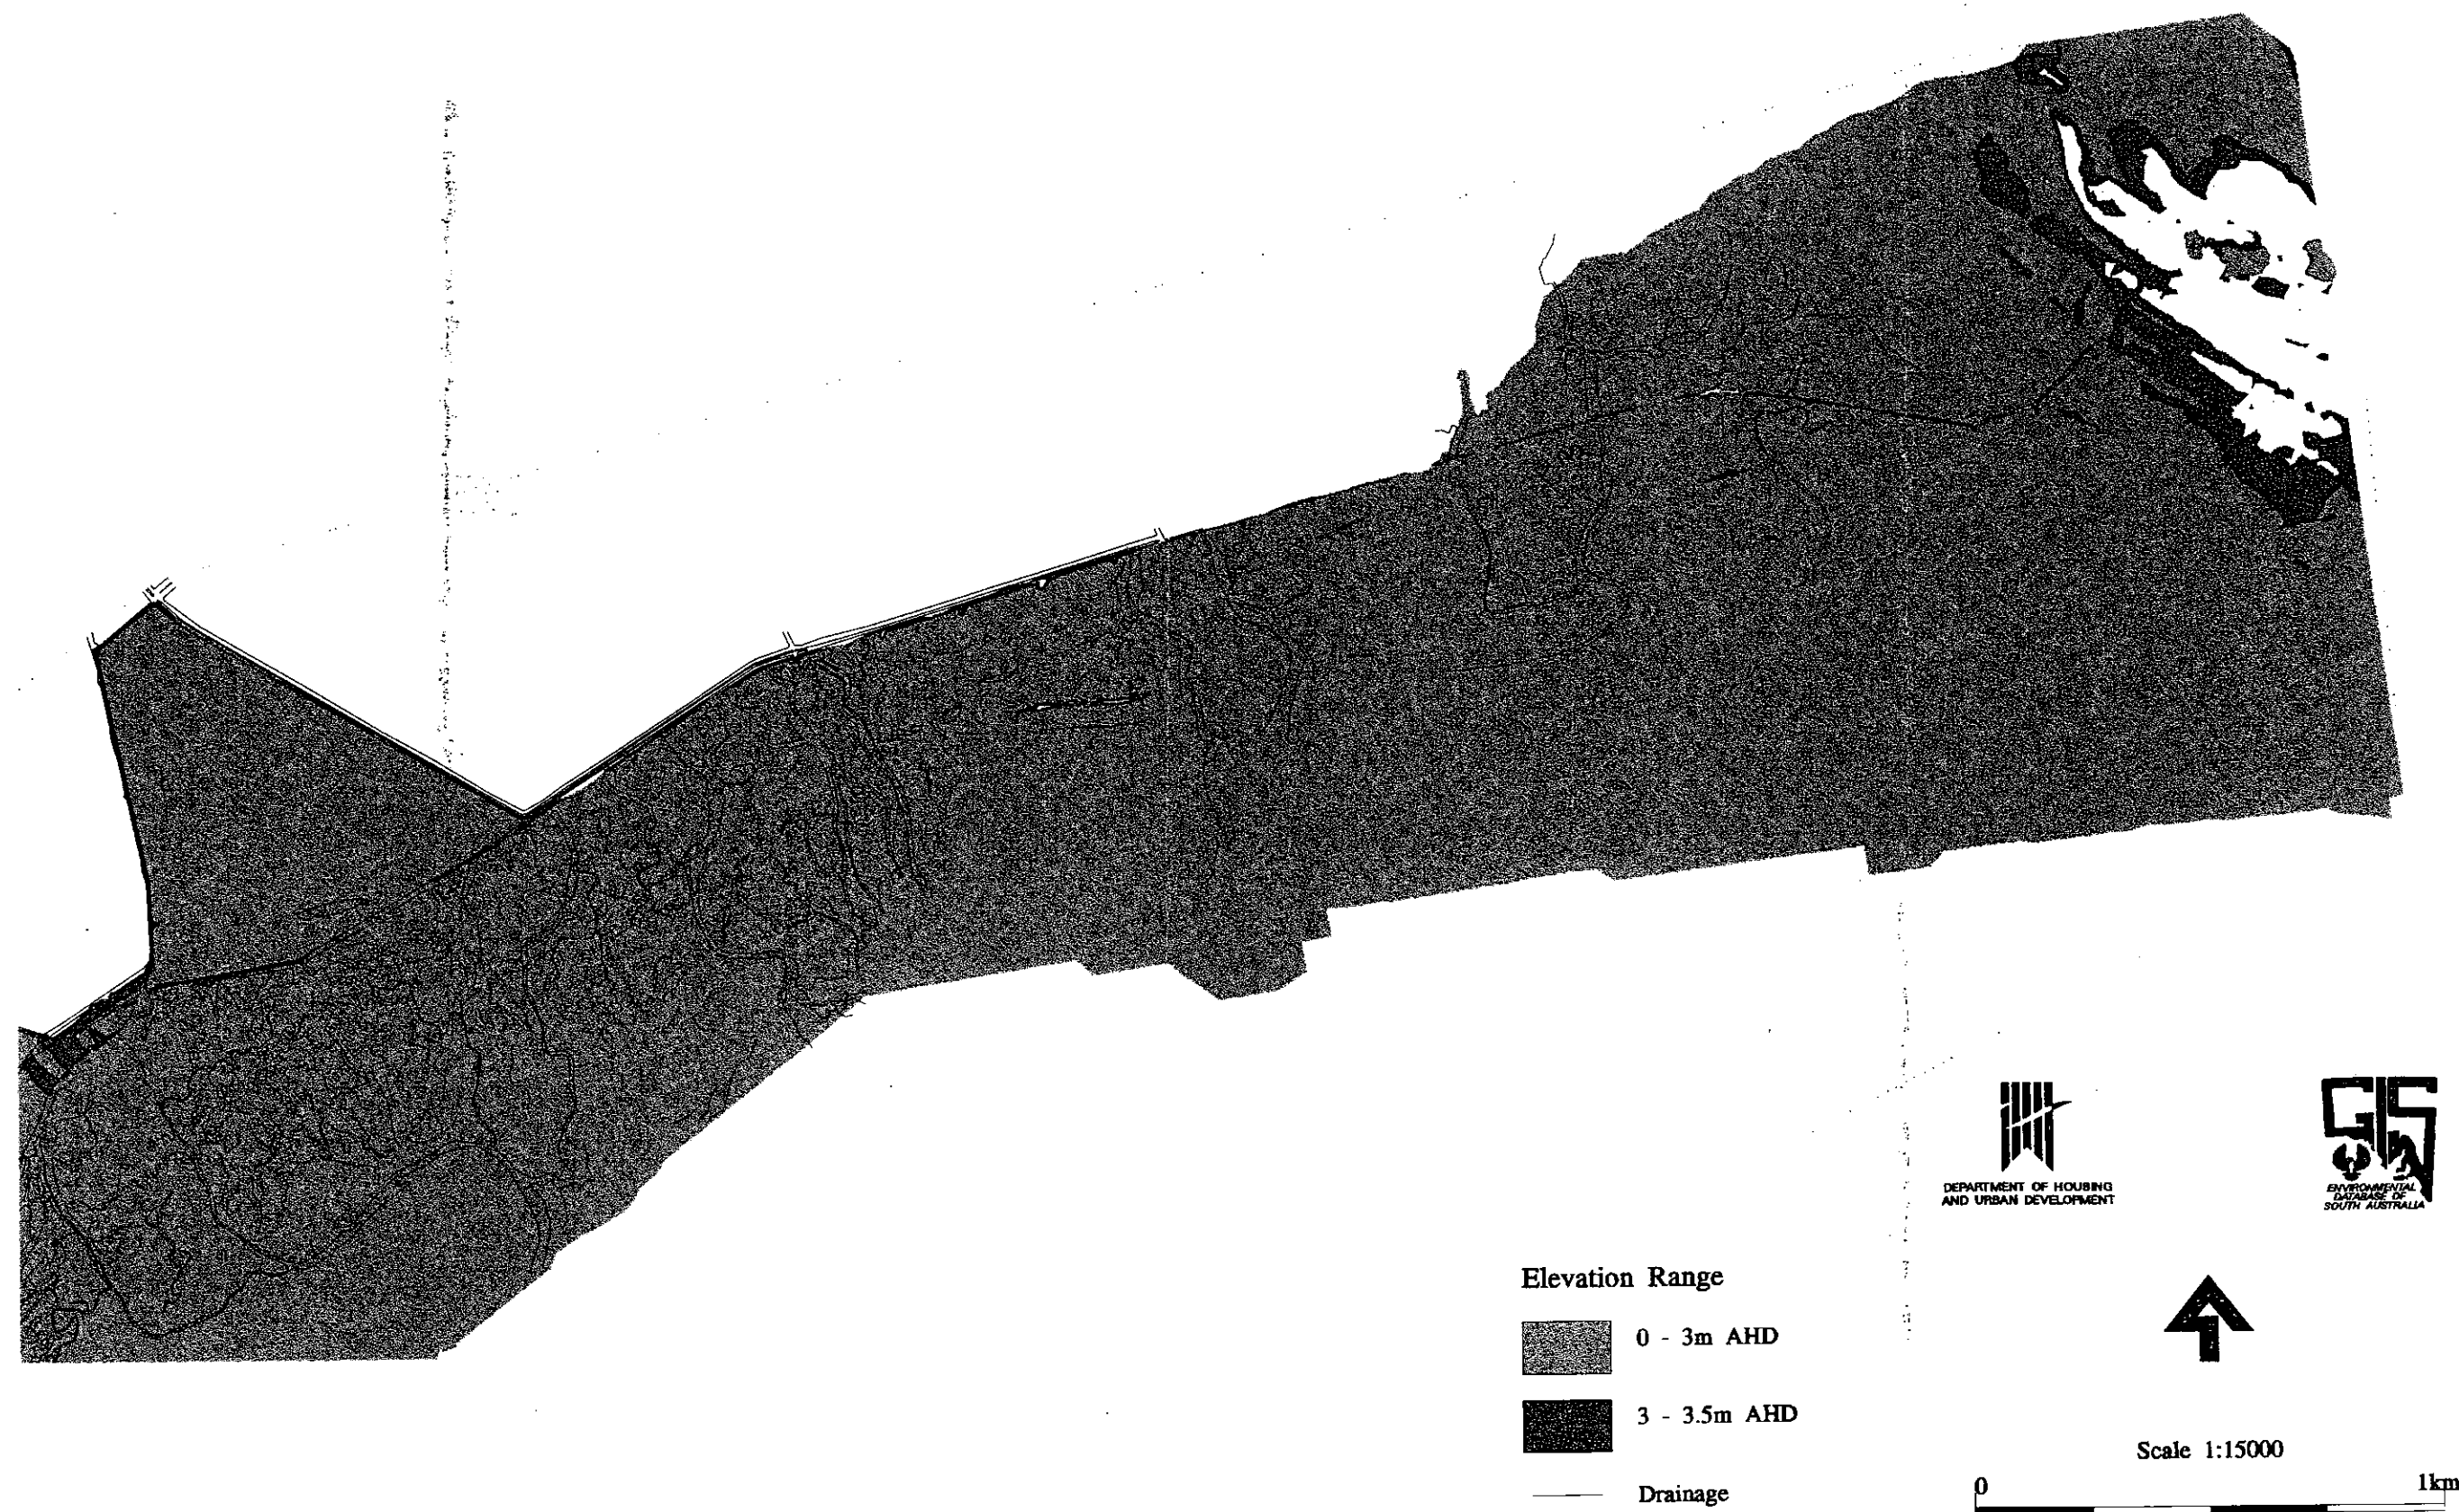 DEPARTMENT OF HOUSING
AND URBAN DEVELOPMENT
GIS
ENVIRONMENTAL
DATABASE OF
SOUTH AUSTRALIA
Elevation Range
0 - 3m AHD
3 - 3.5m AHD
Drainage
Scale 1:15000
0 1km